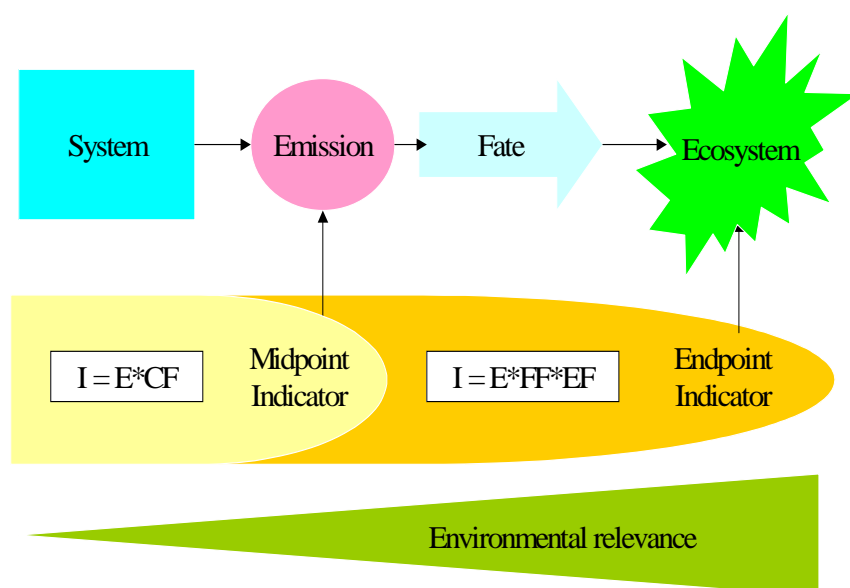 System
Emission
Fate
Ecosystem
I = E*CF
Midpoint
Indicator
I = E*FF*EF
Endpoint
Indicator
Environmental relevance